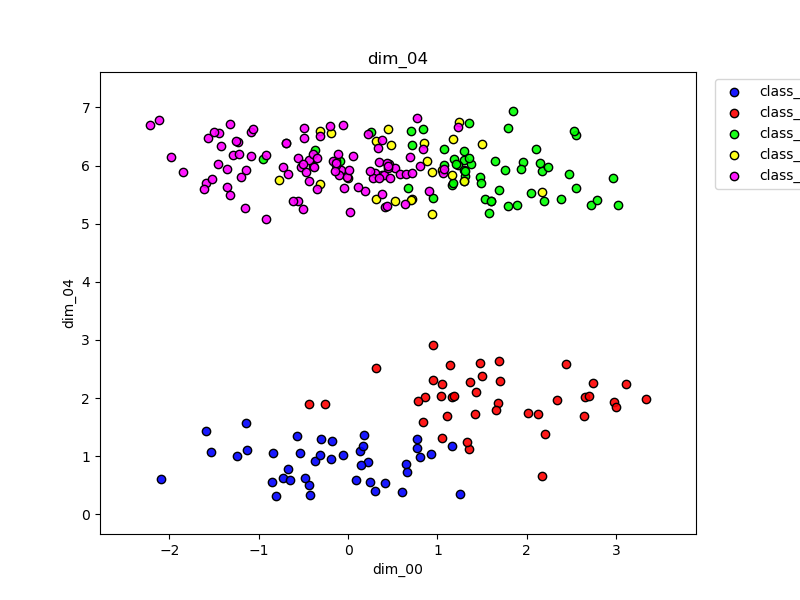 dim_04
class_
class_
class_
class_
class_
7
6
5
4
3
2
1
0
dim_04
−2 −1 0 1 2 3
dim_00